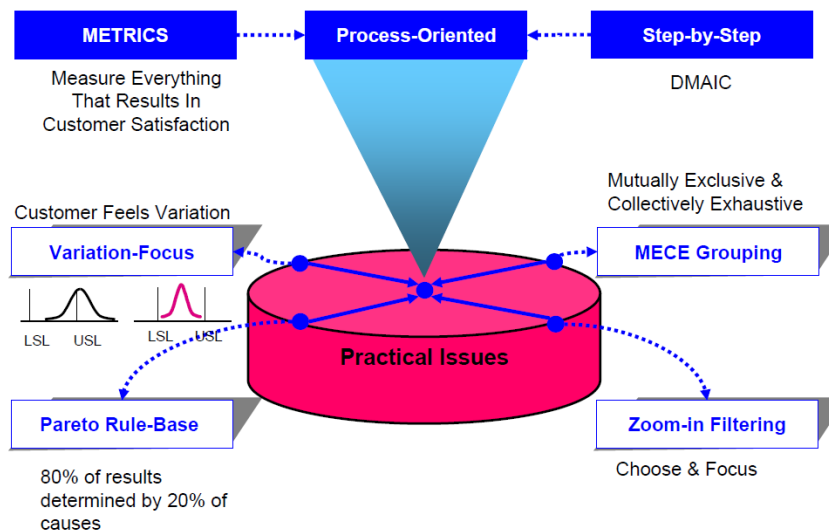 METRICS
Process-Oriented
Step-by-Step
Measure Everything
That Results In
Customer Satisfaction
DMAIC
Mutually Exclusive &
Collectively Exhaustive
Customer Feels Variation
Variation-Focus
MECE Grouping
LSL
USL
LSL
USL
Practical Issues
Pareto Rule-Base
Zoom-in Filtering
80% of results
determined by 20% of
causes
Choose & Focus